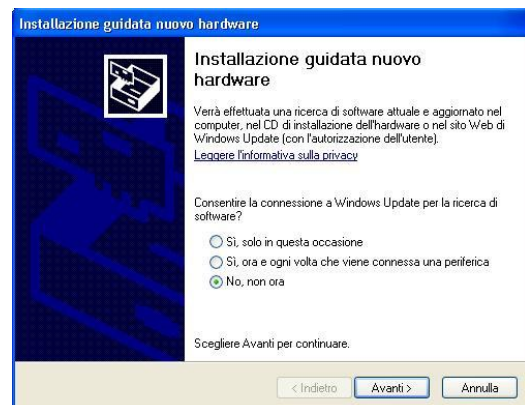 Installazione guidata nuovo hardware
Installazione guidata nuovo
hardware
Verrà effettuata una ricerca di software attuale e aggiornato nel
computer, nel CD di installazione dell'hardware o nel sito Web di
Windows Update (con l'autorizzazione dell'utente).
Leggere l'informativa sulla privacy
Consentire la connessione a Windows Update per la ricerca di
software?
Sì, solo in questa occasione
Sì, ora e ogni volta che viene connessa una periferica
No, non ora
Scegliere Avanti per continuare.
< Indietro Avanti > Annulla